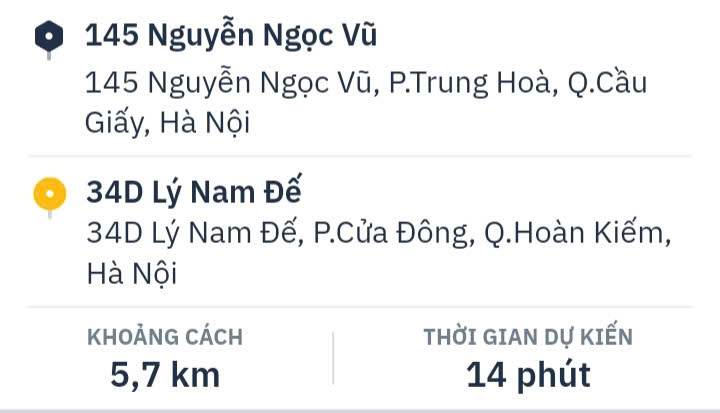 145 Nguyễn Ngọc Vũ
145 Nguyễn Ngọc Vũ, P.Trung Hoà, Q.Cầu
Giấy, Hà Nội
34D Lý Nam Đế
34D Lý Nam Đế, P.Cửa Đông, Q.Hoàn Kiếm,
Hà Nội
KHOẢNG CÁCH
5,7 km
THỜI GIAN DỰ KIẾN
14 phút